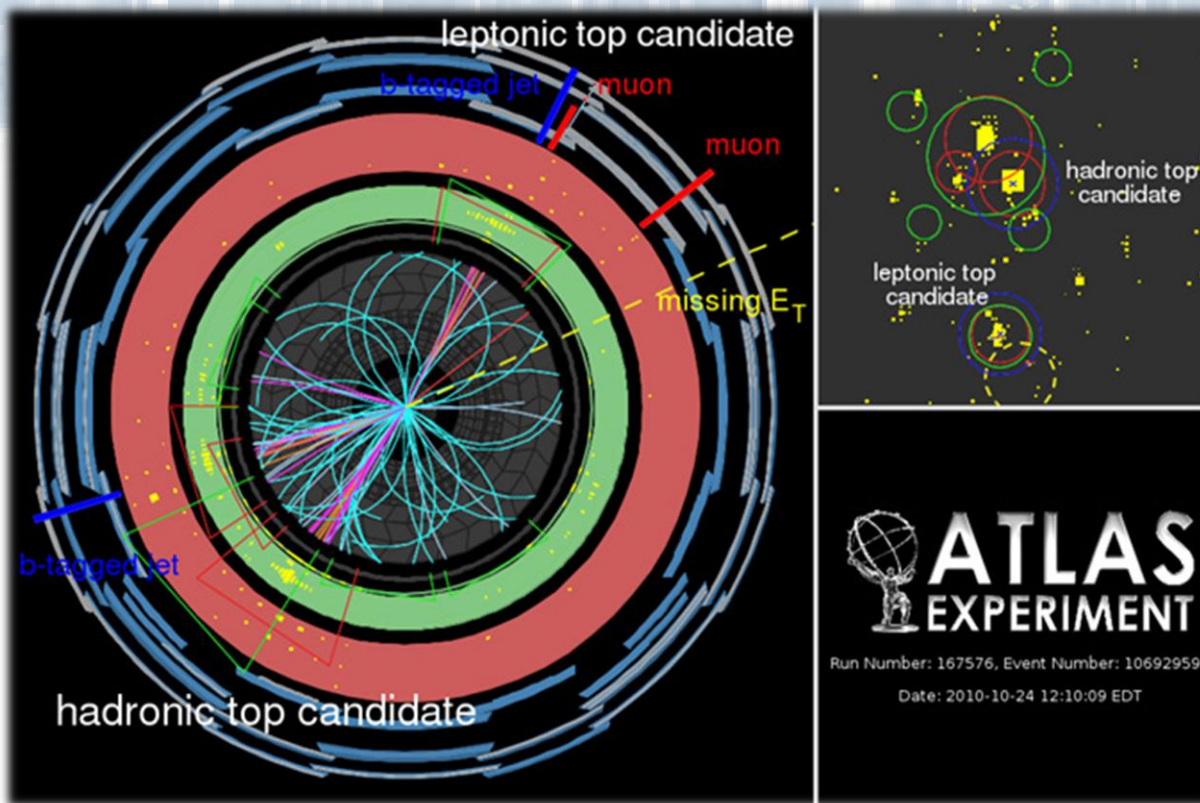 leptonic top candidate
b-tagged jet
muon
muon
missing E_T
b-tagged jet
hadronic top candidate
hadronic top
candidate
leptonic top
candidate
ATLAS
EXPERIMENT
Run Number: 167576, Event Number: 10692959
Date: 2010-10-24 12:10:09 EDT